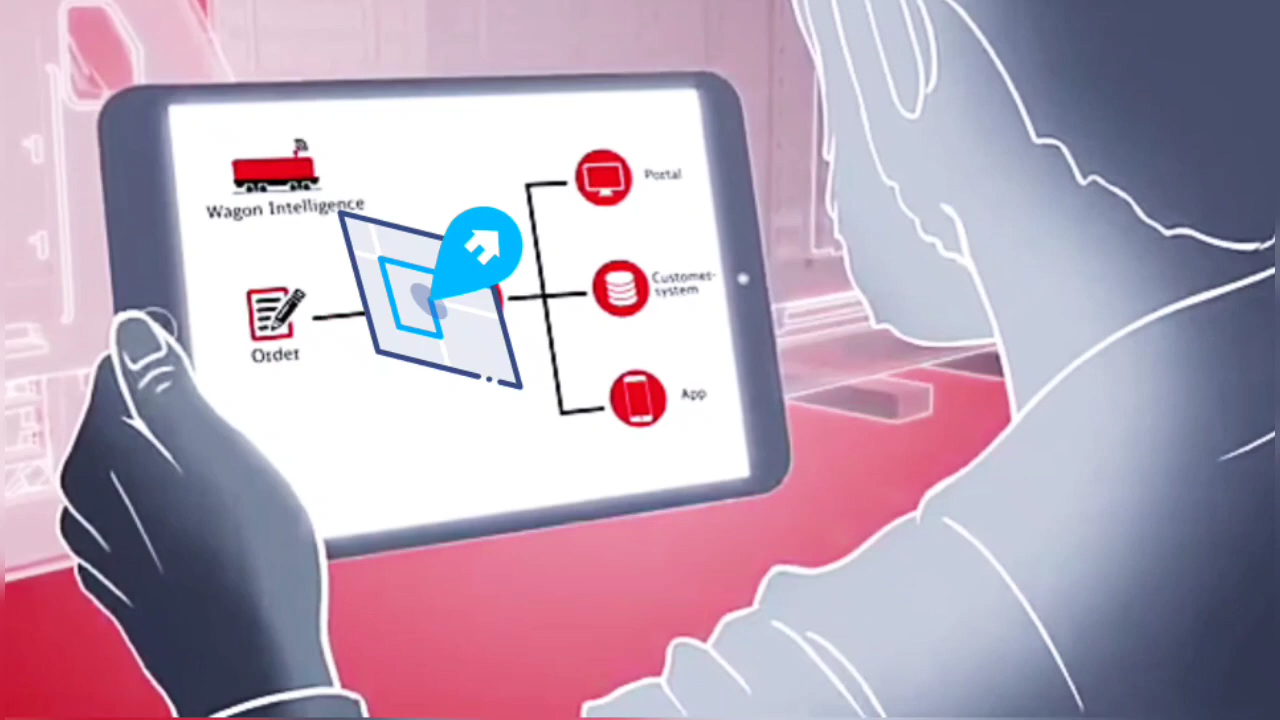 Wagon Intelligence
Portal
Customer-
system
Order
App